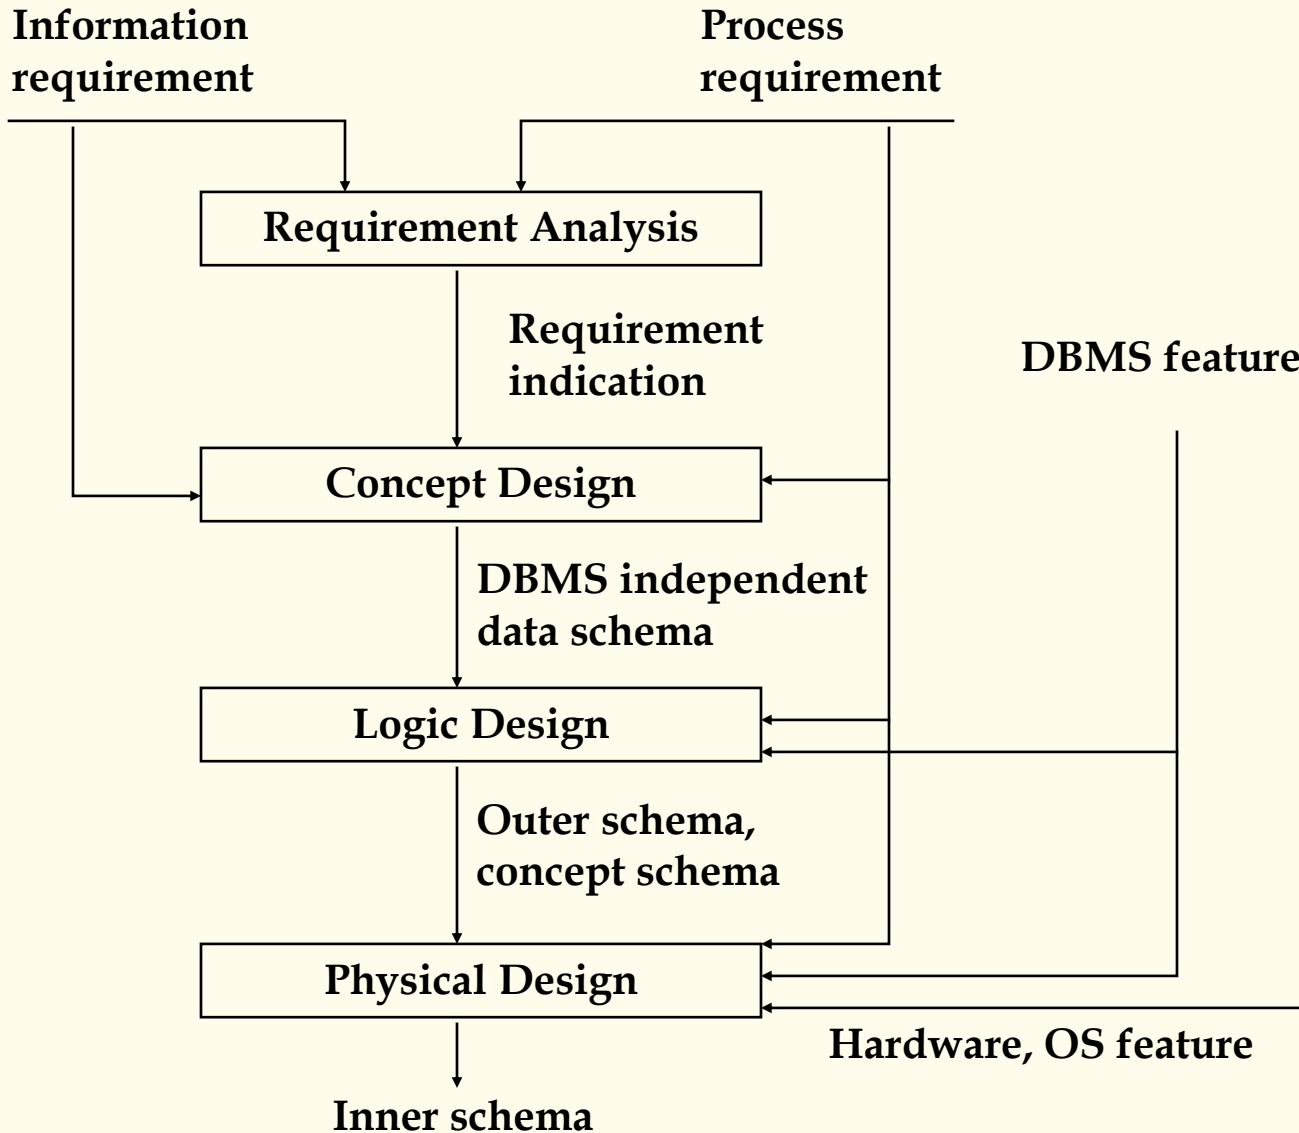 Information
requirement
Process
requirement
Requirement Analysis
Requirement
indication
DBMS feature
Concept Design
DBMS independent
data schema
Logic Design
Outer schema,
concept schema
Physical Design
Hardware, OS feature
Inner schema